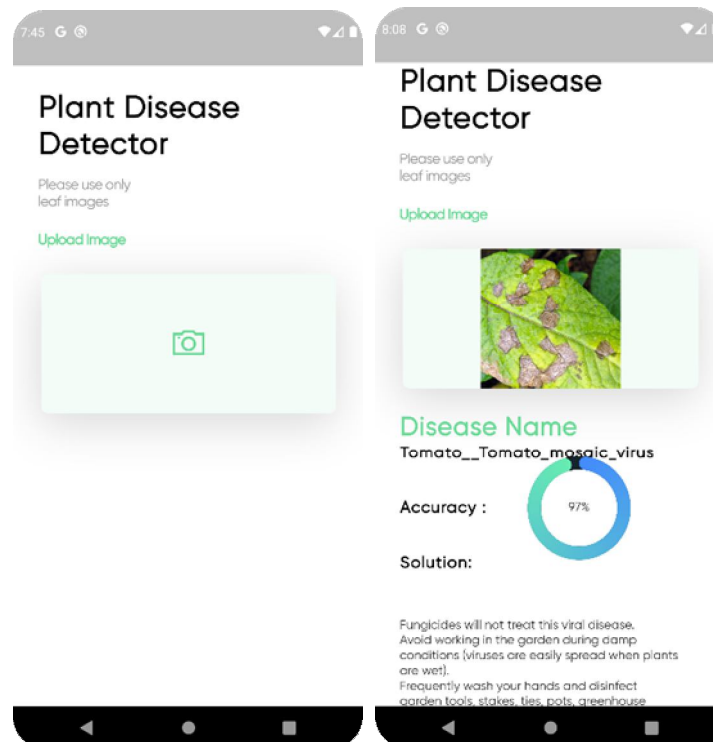 7:45 G
Plant Disease
Detector
Please use only
leaf images
Upload Image
8:08 G
Plant Disease
Detector
Please use only
leaf images
Upload Image
Disease Name
Tomato__Tomato_mosaic_virus
Accuracy :
97%
Solution:
Fungicides will not treat this viral disease.
Avoid working in the garden during damp
conditions (viruses are easily spread when plants
are wet).
Frequently wash your hands and disinfect
garden tools, stakes, ties, pots, greenhouse